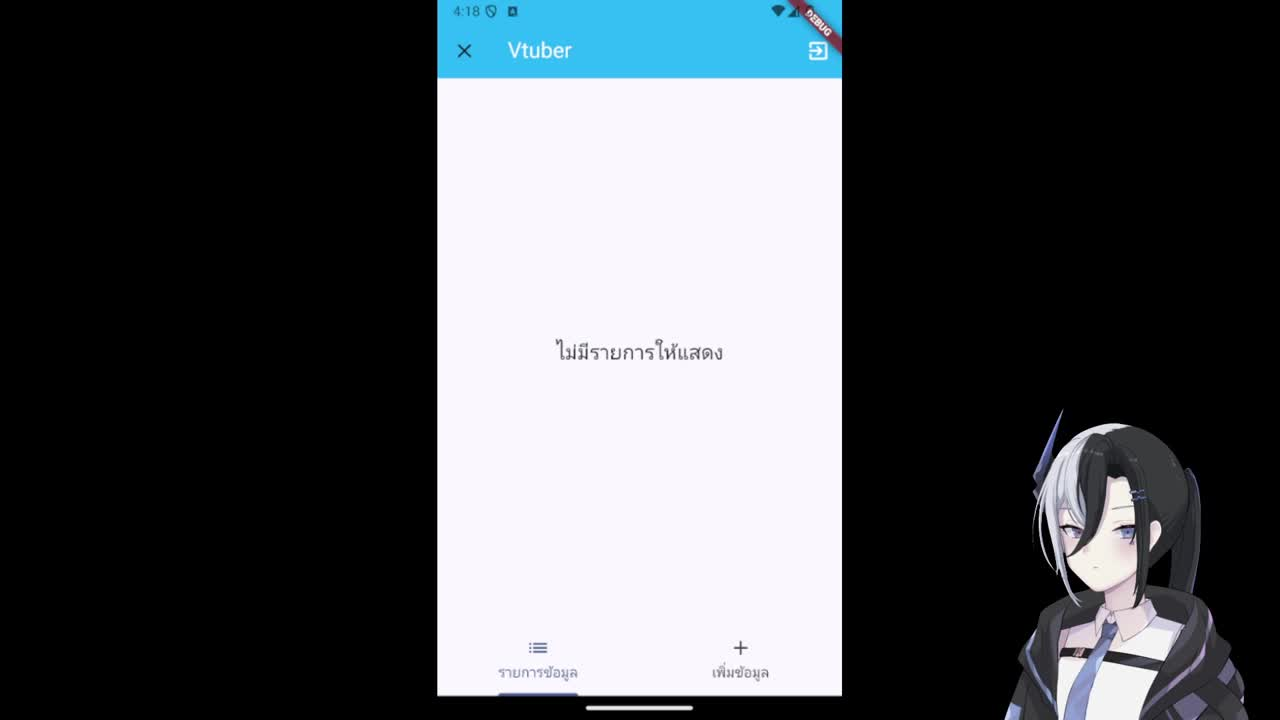 4:18
DEBUG
Vtuber
ไม่มีรายการให้แสดง
รายการข้อมูล
เพิ่มข้อมูล